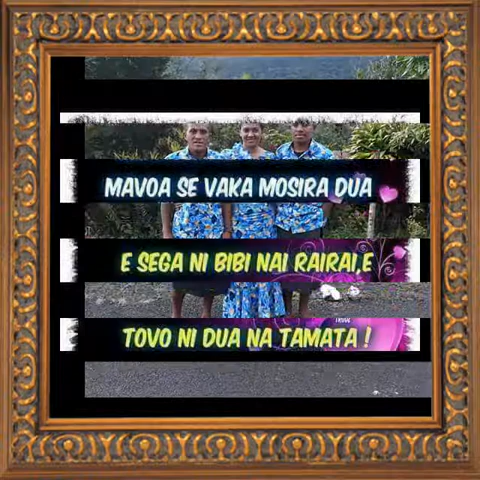 MAVOA SE VAKA MOSIRA DUA
E SEGA NI BIBI NAI RAIRAI,E
TOVO NI DUA NA TAMATA !